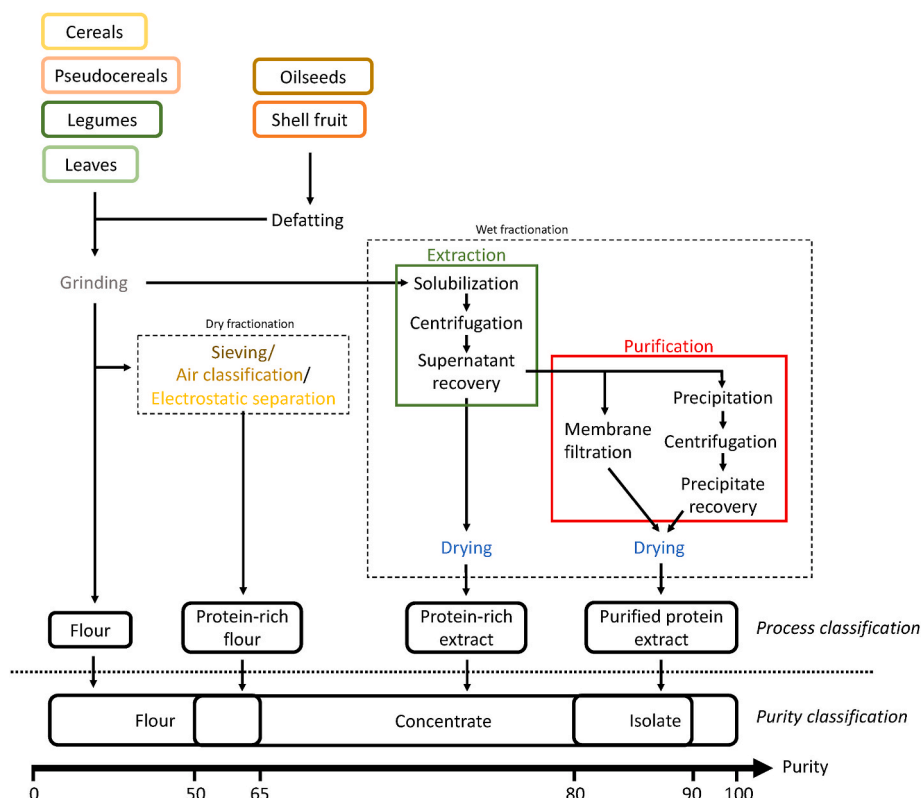 Cereals
Pseudocereals
Oilseeds
Legumes
Shell fruit
Leaves
Defatting
Wet fractionation
Extraction
Grinding
Solubilization
Centrifugation
Supernatant
recovery
Dry fractionation
Sieving/
Air classification/
Electrostatic separation
Purification
Membrane
filtration
Precipitation
Centrifugation
Precipitate
recovery
Drying
Drying
Flour
Protein-rich
flour
Protein-rich
extract
Purified protein
extract
Process classification
Flour
Concentrate
Isolate
Purity classification
Purity
0
50
65
80
90
100